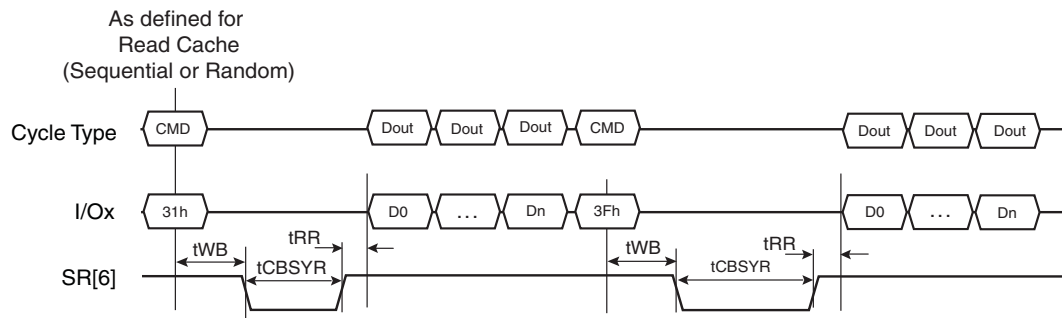 As defined for
Read Cache
(Sequential or Random)
Cycle Type CMD Dout Dout Dout CMD Dout Dout Dout
I/Ox 31h D0 ... Dn 3Fh D0 ... Dn
tWB tRR tWB tRR
tCBSYR tCBSYR
SR[6]